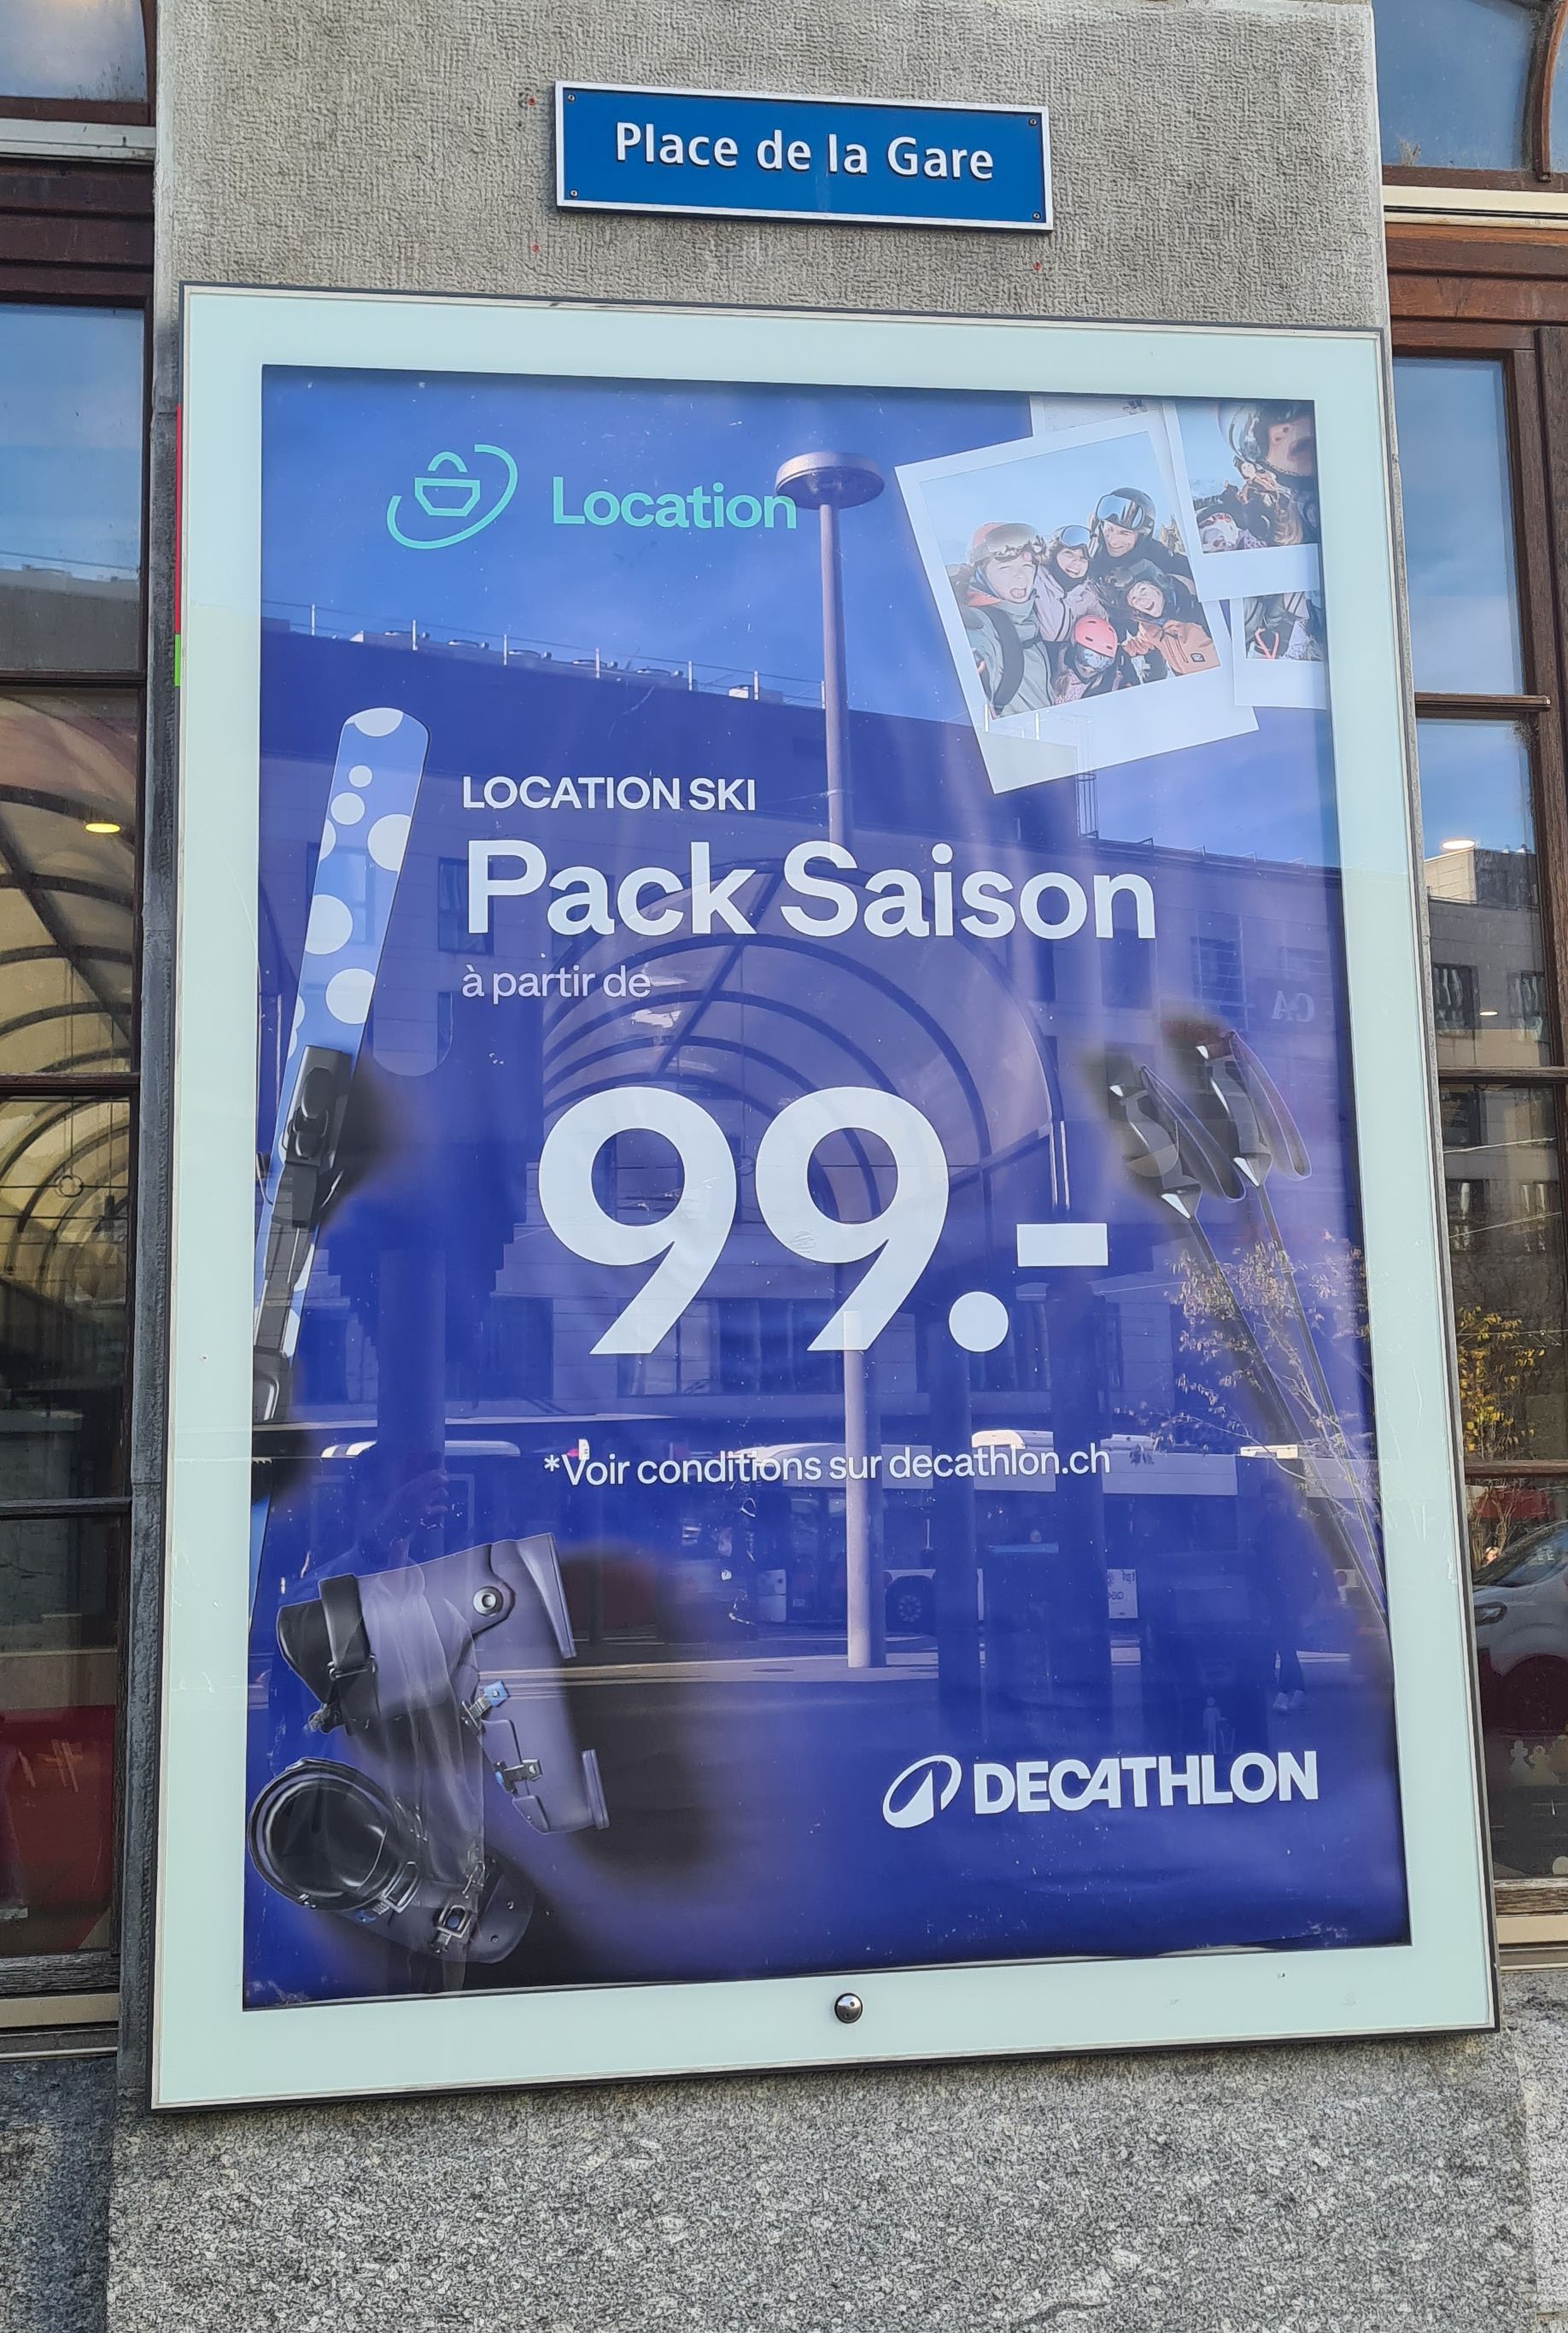 Place de la Gare
Location
LOCATION SKI
Pack Saison
à partir de
99.-
*Voir conditions sur decathlon.ch
DECATHLON